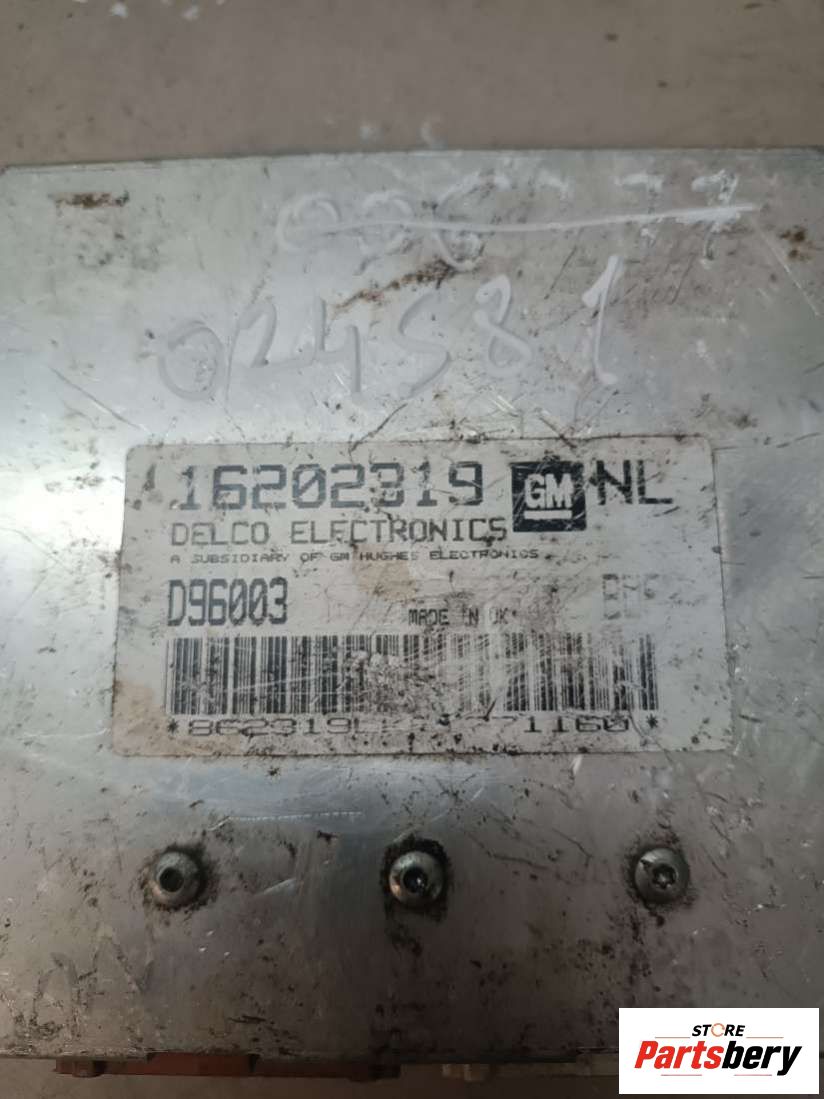 024581
16202319 GM NL
DELCO ELECTRONICS
A SUBSIDIARY OF GM HUGHES ELECTRONICS
D96003 MADE IN UK
STORE
Partsbery